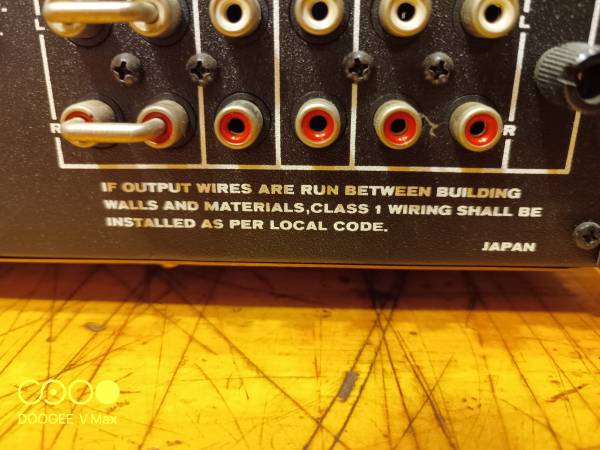 L
L
R
R
IF OUTPUT WIRES ARE RUN BETWEEN BUILDING
WALLS AND MATERIALS,CLASS 1 WIRING SHALL BE
INSTALLED AS PER LOCAL CODE.
JAPAN
DOOGEE V Max